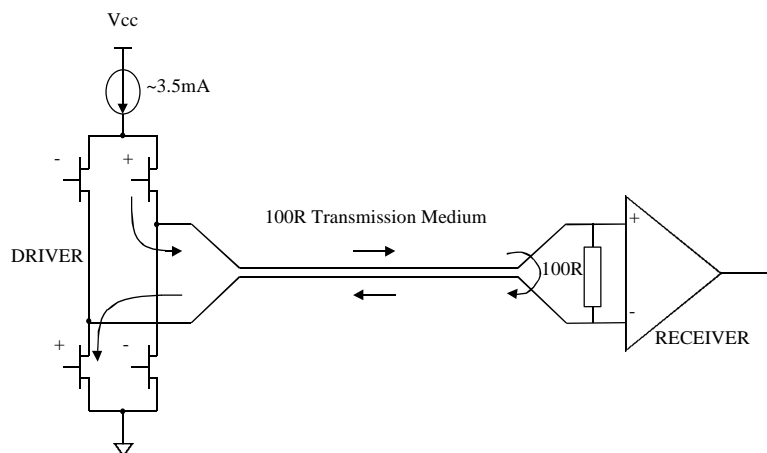 Vcc
~3.5mA
- +
100R Transmission Medium
+
DRIVER
100R
+ -
-
RECEIVER